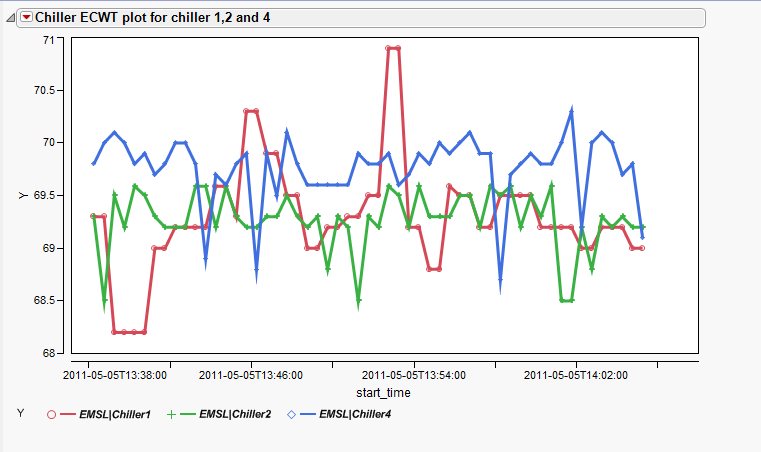 Chiller ECWT plot for chiller 1,2 and 4
71
70.5
70
69.5
69
68.5
68
Y
2011-05-05T13:38:00 2011-05-05T13:46:00 2011-05-05T13:54:00 2011-05-05T14:02:00
start_time
Y EMSL|Chiller1 EMSL|Chiller2 EMSL|Chiller4